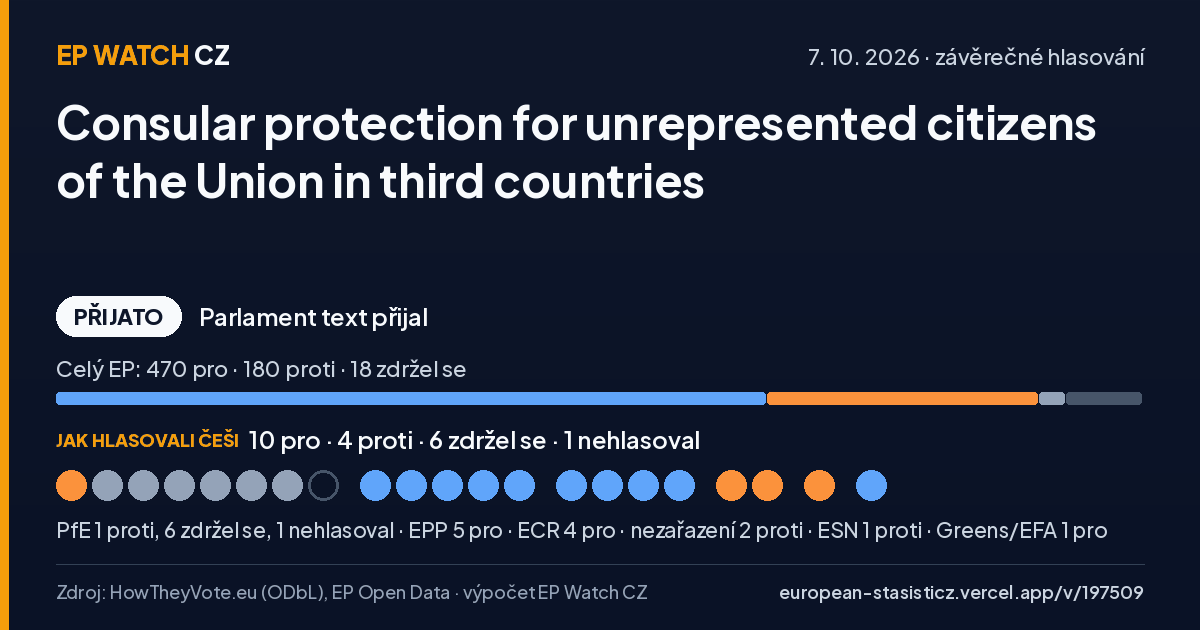 EP WATCH CZ
7. 10. 2026 · závěrečné hlasování
Consular protection for unrepresented citizens
of the Union in third countries
PŘIJATO Parlament text přijal
Celý EP: 470 pro · 180 proti · 18 zdržel se
JAK HLASOVALI ČEŠI 10 pro · 4 proti · 6 zdržel se · 1 nehlasoval
PfE 1 proti, 6 zdržel se, 1 nehlasoval · EPP 5 pro · ECR 4 pro · nezařazení 2 proti · ESN 1 proti · Greens/EFA 1 pro
Zdroj: HowTheyVote.eu (ODbL), EP Open Data · výpočet EP Watch CZ
european-stasisticz.vercel.app/v/197509